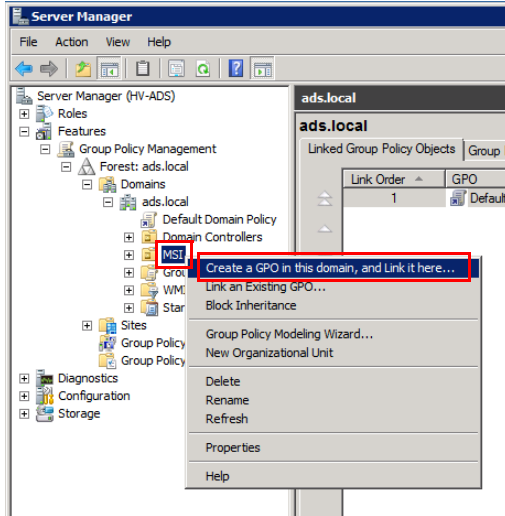 Server Manager
File Action View Help
Server Manager (HV-ADS)
Roles
Features
Group Policy Management
Forest: ads.local
Domains
ads.local
Default Domain Policy
Domain Controllers
MSI
Grou
WMI
Star
Sites
Group Policy
Group Policy
Diagnostics
Configuration
Storage
ads.local
ads.local
Linked Group Policy Objects Group
Link Order GPO
1 Default
Create a GPO in this domain, and Link it here...
Link an Existing GPO...
Block Inheritance
Group Policy Modeling Wizard...
New Organizational Unit
Delete
Rename
Refresh
Properties
Help